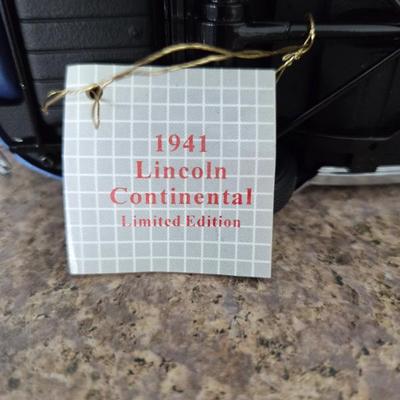 1941
Lincoln
Continental
Limited Edition